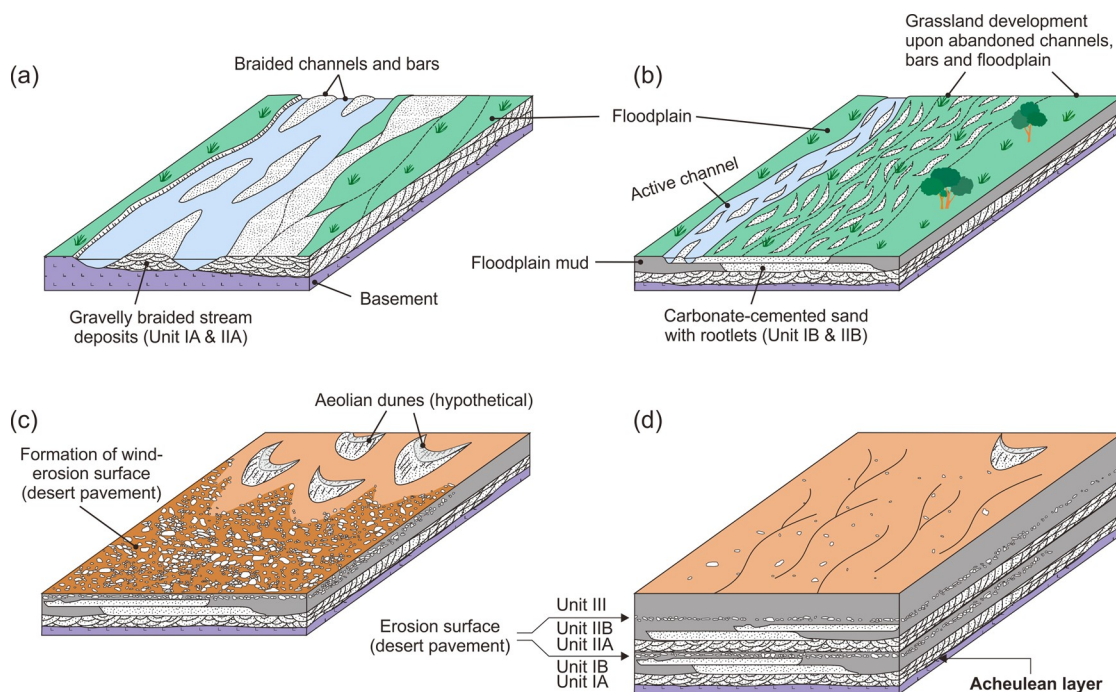 (a)
Braided channels and bars
Floodplain
Gravelly braided stream
deposits (Unit IA & IIA)
Basement
(b)
Grassland development
upon abandoned channels,
bars and floodplain
Active channel
Floodplain mud
Carbonate-cemented sand
with rootlets (Unit IB & IIB)
(c)
Aeolian dunes (hypothetical)
Formation of wind-
erosion surface
(desert pavement)
(d)
Erosion surface
(desert pavement)
Unit III
Unit IIB
Unit IIA
Unit IB
Unit IA
Acheulean layer